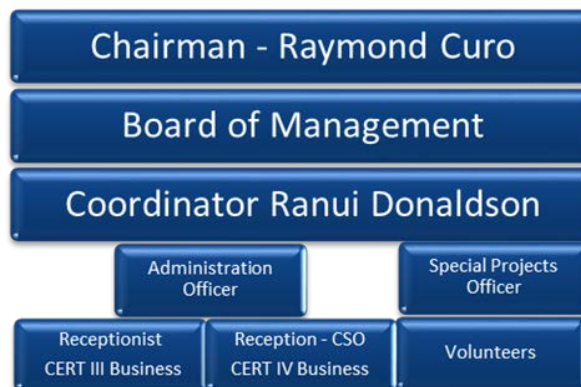 Chairman - Raymond Curo
Board of Management
Coordinator Ranui Donaldson
Administration
Officer
Special Projects
Officer
Receptionist
CERT III Business
Reception - CSO
CERT IV Business
Volunteers